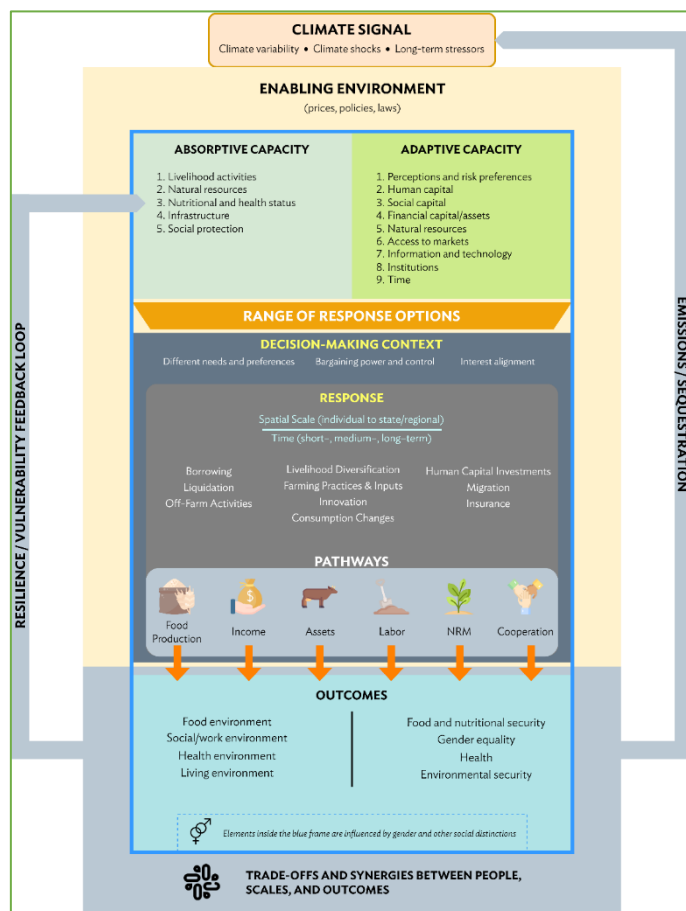 CLIMATE SIGNAL
Climate variability • Climate shocks • Long-term stressors
ENABLING ENVIRONMENT
(prices, policies, laws)
ABSORPTIVE CAPACITY
1. Livelihood activities
2. Natural resources
3. Nutritional and health status
4. Infrastructure
5. Social protection
ADAPTIVE CAPACITY
1. Perceptions and risk preferences
2. Human capital
3. Social capital
4. Financial capital/assets
5. Natural resources
6. Access to markets
7. Information and technology
8. Institutions
9. Time
RANGE OF RESPONSE OPTIONS
DECISION-MAKING CONTEXT
Different needs and preferences
Bargaining power and control
Interest alignment
RESPONSE
Spatial Scale (individual to state/regional)
Time (short-, medium-, long-term)
Borrowing
Liquidation
Off-Farm Activities
Livelihood Diversification
Farming Practices & Inputs
Innovation
Consumption Changes
Human Capital Investments
Migration
Insurance
PATHWAYS
$
Food
Production
Income
Assets
Labor
NRM
Cooperation
OUTCOMES
Food environment
Social/work environment
Health environment
Living environment
Food and nutritional security
Gender equality
Health
Environmental security
Elements inside the blue frame are influenced by gender and other social distinctions
TRADE-OFFS AND SYNERGIES BETWEEN PEOPLE,
SCALES, AND OUTCOMES
RESILIENCE / VULNERABILITY FEEDBACK LOOP
EMISSIONS / SEQUESTRATION